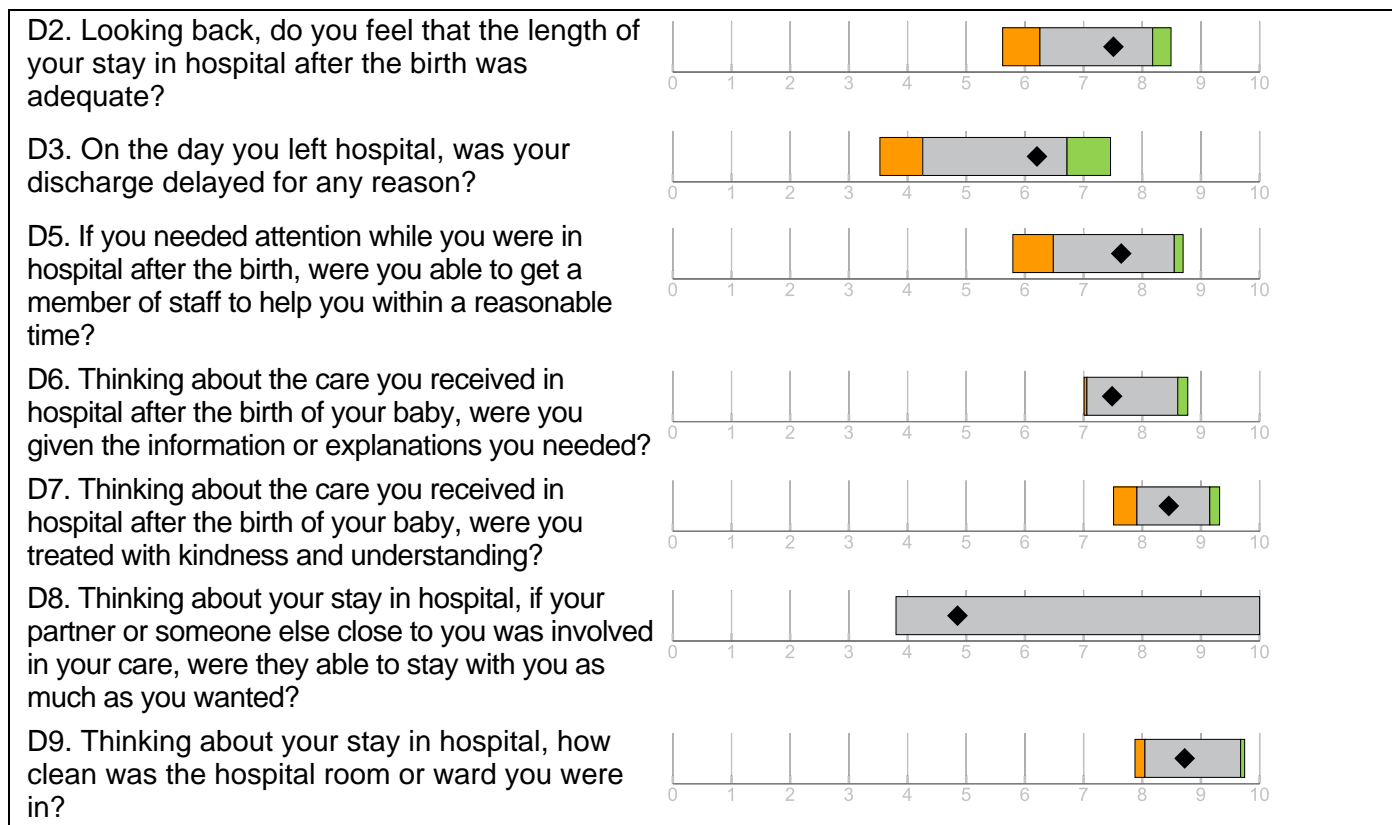 D2. Looking back, do you feel that the length of
your stay in hospital after the birth was
adequate?
0 1 2 3 4 5 6 7 8 9 10
D3. On the day you left hospital, was your
discharge delayed for any reason?
0 1 2 3 4 5 6 7 8 9 10
D5. If you needed attention while you were in
hospital after the birth, were you able to get a
member of staff to help you within a reasonable
time?
0 1 2 3 4 5 6 7 8 9 10
D6. Thinking about the care you received in
hospital after the birth of your baby, were you
given the information or explanations you needed?
0 1 2 3 4 5 6 7 8 9 10
D7. Thinking about the care you received in
hospital after the birth of your baby, were you
treated with kindness and understanding?
0 1 2 3 4 5 6 7 8 9 10
D8. Thinking about your stay in hospital, if your
partner or someone else close to you was involved
in your care, were they able to stay with you as
much as you wanted?
0 1 2 3 4 5 6 7 8 9 10
D9. Thinking about your stay in hospital, how
clean was the hospital room or ward you were
in?
0 1 2 3 4 5 6 7 8 9 10